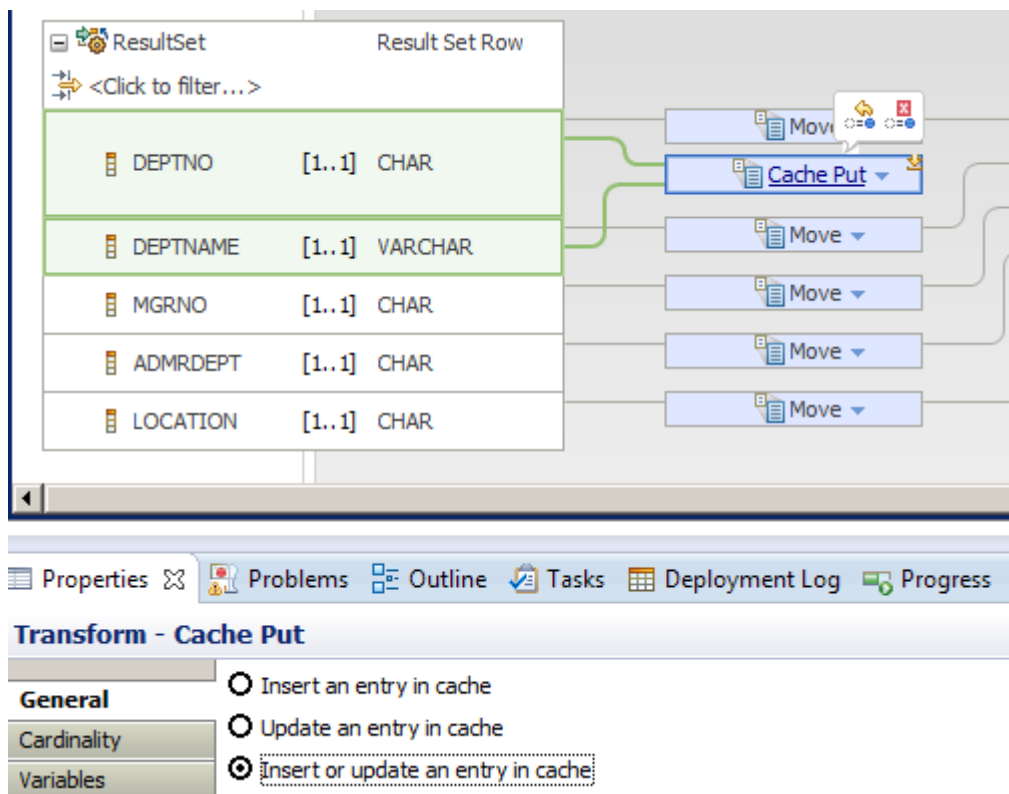 ResultSet Result Set Row
<Click to filter...>
DEPTNO [1..1] CHAR
DEPTNAME [1..1] VARCHAR
MGRNO [1..1] CHAR
ADMRDEPT [1..1] CHAR
LOCATION [1..1] CHAR
Mov
Cache Put
Move
Move
Move
Move
Properties Problems Outline Tasks Deployment Log Progress
Transform - Cache Put
General
Cardinality
Variables
Insert an entry in cache
Update an entry in cache
Insert or update an entry in cache